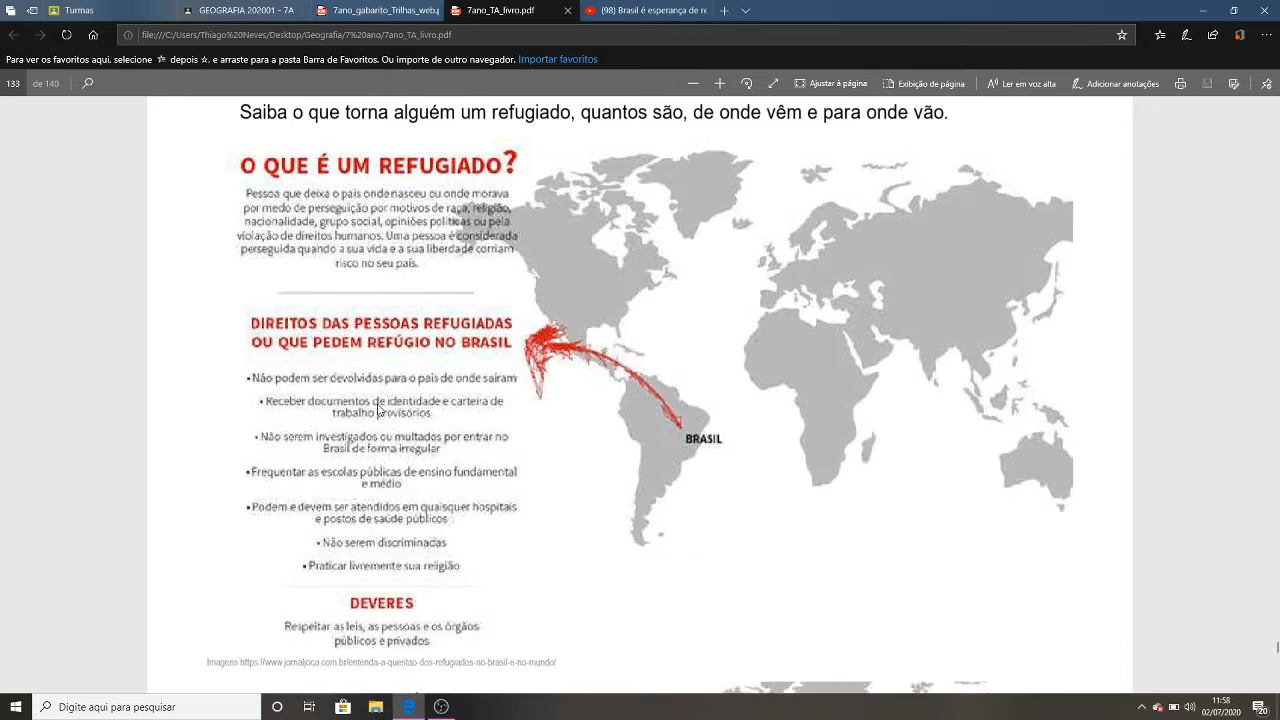 Turmas
GEOGRAFIA 202001-TA
7ano_gabarito_Trilhas_web.p
7ano_TA_livro.pdf
(98) Brasil é esperança de re
file:///C:/Users/Thiago%20Neves/Desktop/Geografia/7%20ano/7ano_TA_livro.pdf
Para ver os favoritos aqui, selecione depois, e arraste para a pasta Barra de Favoritos. Ou importe de outro navegador. Importar favoritos
133 de 140
Ajustar à página
Exibição de página
Ler em voz alta
Adicionar anotações
Saiba o que torna alguém um refugiado, quantos são, de onde vêm e para onde vão.
O QUE É UM REFUGIADO?
Pessoa que deixa o país onde nasceu ou onde morava
por medo de perseguição por motivos de raça, religião,
nacionalidade, grupo social, opiniões políticas ou pela
violação de direitos humanos. Uma pessoa é considerada
perseguida quando a sua vida e a sua liberdade corriam
risco no seu país.
DIREITOS DAS PESSOAS REFUGIADAS
OU QUE PEDEM REFÚGIO NO BRASIL
• Não podem ser devolvidas para o país de onde saíram
• Receber documentos de identidade e carteira de
trabalho provisórios
• Não serem investigados ou multados por entrar no
Brasil de forma irregular
• Frequentar as escolas públicas de ensino fundamental
e médio
• Podem e devem ser atendidos em quaisquer hospitais
e postos de saúde públicos
• Não serem discriminadas
• Praticar livremente sua religião
DEVERES
Respeitar as leis, as pessoas e os órgãos
públicos e privados
BRASIL
Imagens https://www.jornaljoca.com.br/entenda-a-questao-dos-refugiados-no-brasil-e-no-mundo/
Digite aqui para pesquisar
11:58
02/07/2020